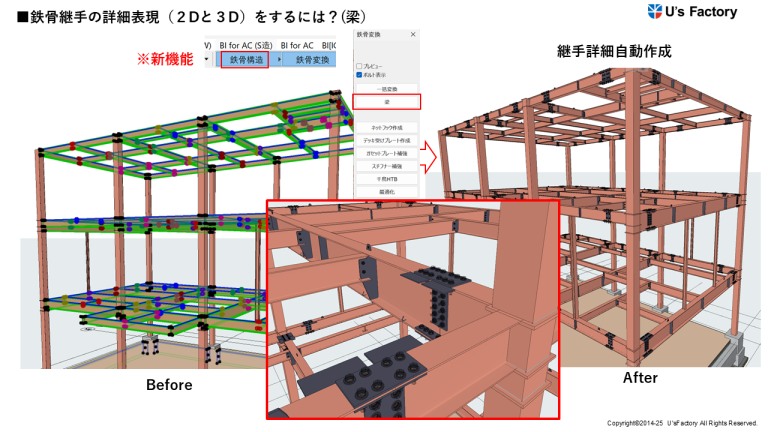 ■鉄骨継手の詳細表現（２Dと３D）をするには？(梁)
U's Factory
※新機能
V) BI for AC (S造) BI for AC BI(IC
鉄骨構造 鉄骨変換
鉄骨変換
プレビュー
ボルト表示
一括変換
梁
ネットフック作成
デッキ受けプレート作成
ガセットプレート補強
スチフナー補強
千鳥HTB
最適化
継手詳細自動作成
Before
After
Copyright©2014-25 U'sFactory All Rights Reserved.